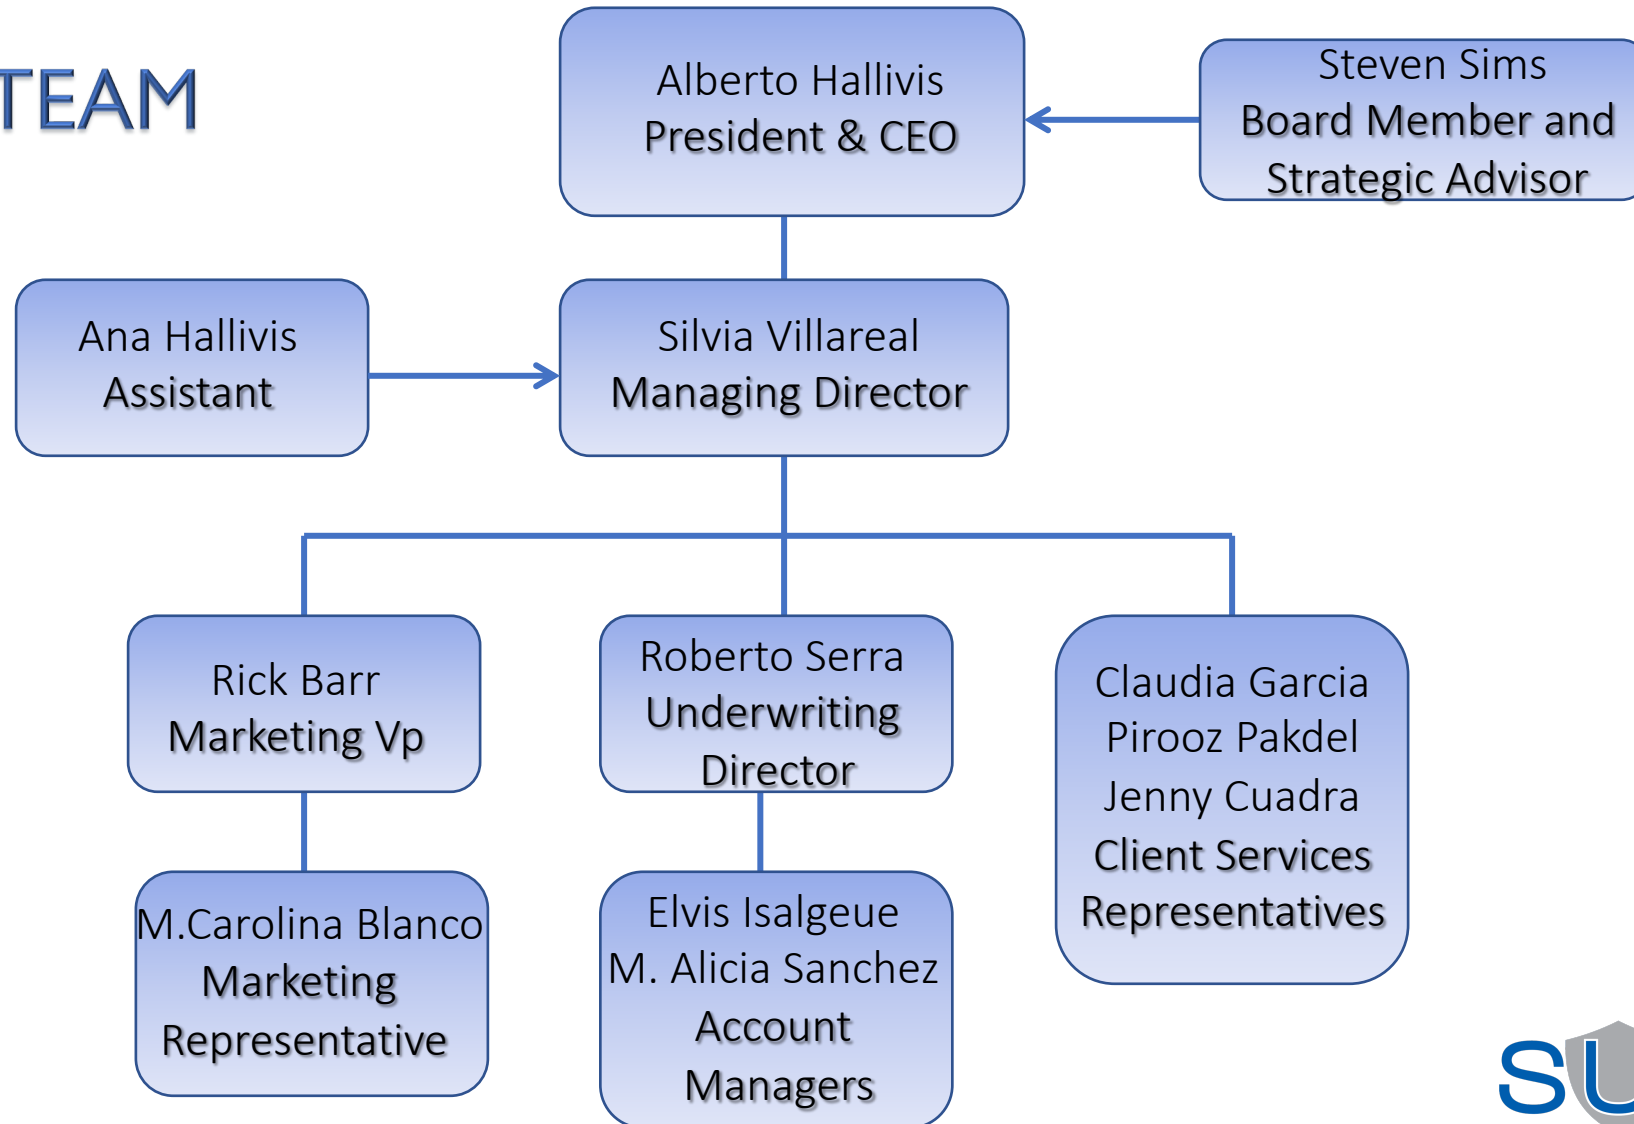 TEAM
Alberto Hallivis
President & CEO
Steven Sims
Board Member and
Strategic Advisor
Ana Hallivis
Assistant
Silvia Villareal
Managing Director
Rick Barr
Marketing Vp
Roberto Serra
Underwriting
Director
Claudia Garcia
Pirooz Pakdel
Jenny Cuadra
Client Services
Representatives
M.Carolina Blanco
Marketing
Representative
Elvis Isalgeue
M. Alicia Sanchez
Account
Managers
SU